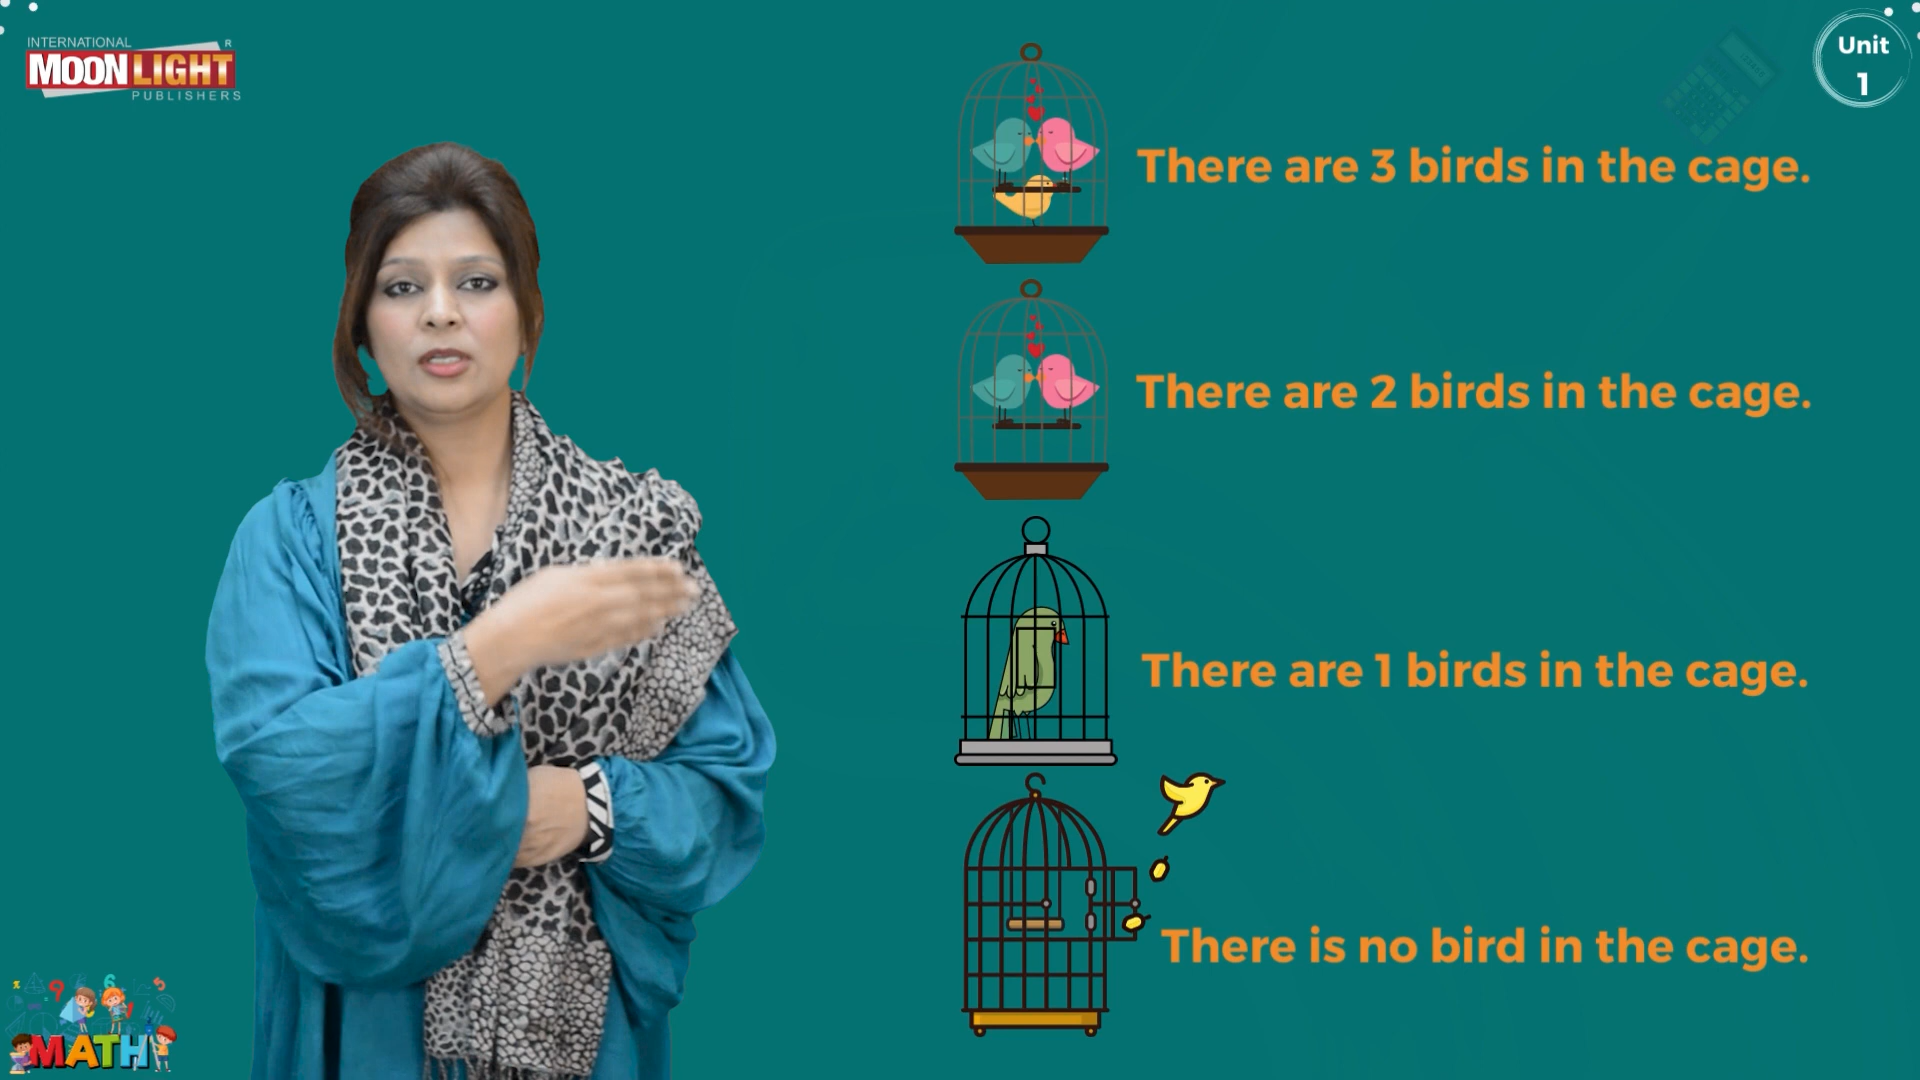 INTERNATIONAL R
MOONLIGHT
PUBLISHERS
Unit
1
There are 3 birds in the cage.
There are 2 birds in the cage.
There are 1 birds in the cage.
There is no bird in the cage.
MATH